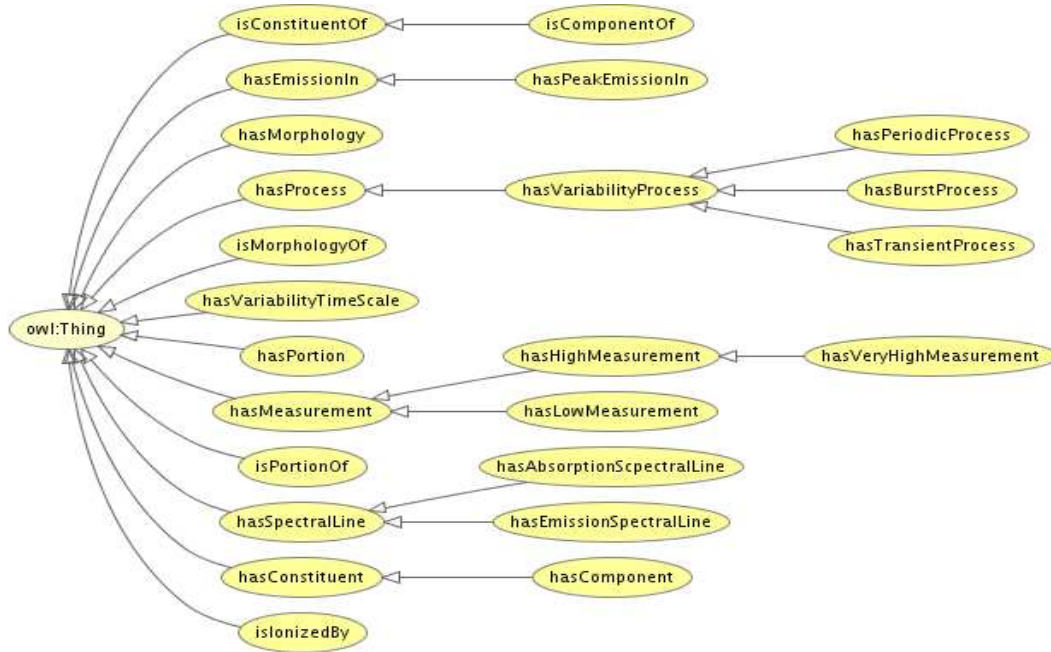 isConstituentOf
isComponentOf
hasEmissionIn
hasPeakEmissionIn
hasMorphology
hasPeriodicProcess
hasProcess
hasVariabilityProcess
hasBurstProcess
isMorphologyOf
hasTransientProcess
hasVariabilityTimeScale
owl:Thing
hasPortion
hasHighMeasurement
hasVeryHighMeasurement
hasMeasurement
hasLowMeasurement
isPortionOf
hasAbsorptionScpectralLine
hasSpectralLine
hasEmissionSpectralLine
hasConstituent
hasComponent
isIonizedBy